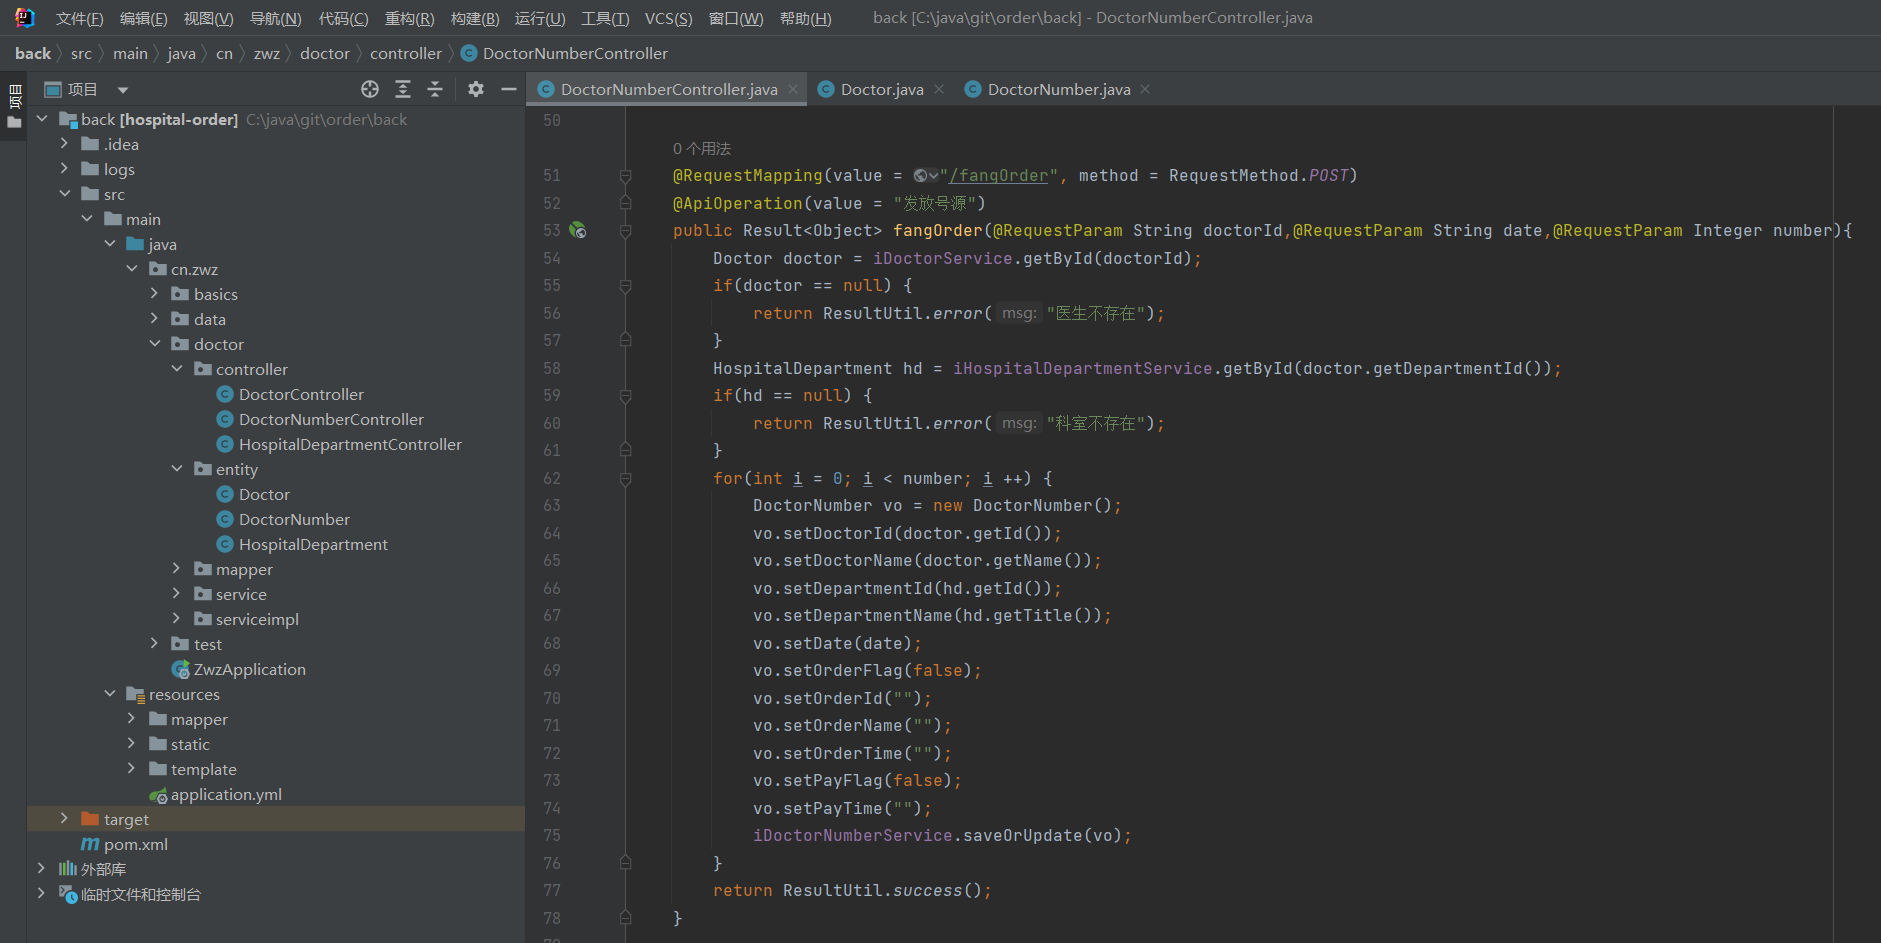 文件(F) 编辑(E) 视图(V) 导航(N) 代码(C) 重构(R) 构建(B) 运行(U) 工具(T) VCS(S) 窗口(W) 帮助(H) back [C:\java\git\order\back] - DoctorNumberController.java
back src main java cn zwz doctor controller DoctorNumberController
项目
项目
DoctorNumberController.java Doctor.java DoctorNumber.java
back [hospital-order] C:\java\git\order\back
.idea
logs
src
main
java
cn.zwz
basics
data
doctor
controller
DoctorController
DoctorNumberController
HospitalDepartmentController
entity
Doctor
DoctorNumber
HospitalDepartment
mapper
service
serviceimpl
test
ZwzApplication
resources
mapper
static
template
application.yml
target
pom.xml
外部库
临时文件和控制台
50
0 个用法
51 @RequestMapping(value = "/fangOrder", method = RequestMethod.POST)
52 @ApiOperation(value = "发放号源")
53 public Result<Object> fangOrder(@RequestParam String doctorId,@RequestParam String date,@RequestParam Integer number){
54 Doctor doctor = iDoctorService.getById(doctorId);
55 if(doctor == null) {
56 return ResultUtil.error( msg: "医生不存在");
57 }
58 HospitalDepartment hd = iHospitalDepartmentService.getById(doctor.getDepartmentId());
59 if(hd == null) {
60 return ResultUtil.error( msg: "科室不存在");
61 }
62 for(int i = 0; i < number; i ++) {
63 DoctorNumber vo = new DoctorNumber();
64 vo.setDoctorId(doctor.getId());
65 vo.setDoctorName(doctor.getName());
66 vo.setDepartmentId(hd.getId());
67 vo.setDepartmentName(hd.getTitle());
68 vo.setDate(date);
69 vo.setOrderFlag(false);
70 vo.setOrderId("");
71 vo.setOrderName("");
72 vo.setOrderTime("");
73 vo.setPayFlag(false);
74 vo.setPayTime("");
75 iDoctorNumberService.saveOrUpdate(vo);
76 }
77 return ResultUtil.success();
78 }